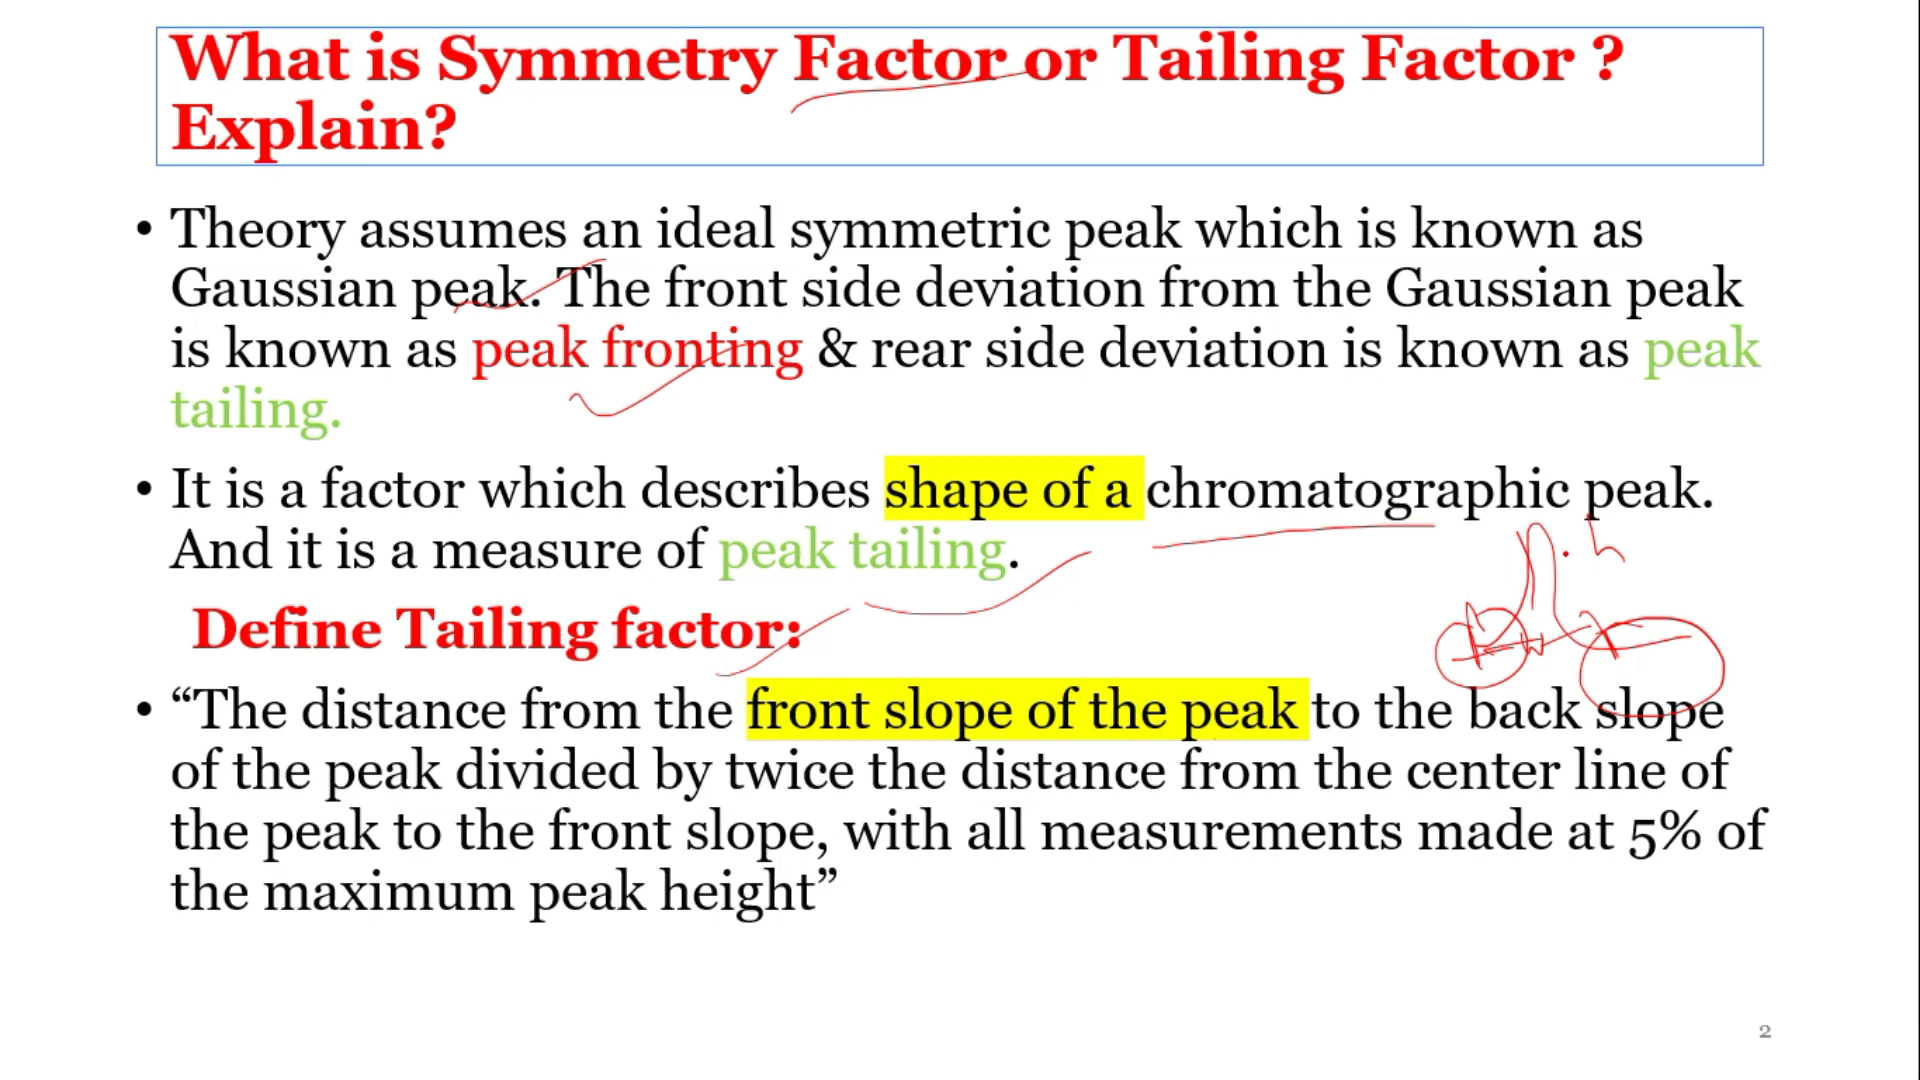 What is Symmetry Factor or Tailing Factor ?
Explain?
• Theory assumes an ideal symmetric peak which is known as
Gaussian peak. The front side deviation from the Gaussian peak
is known as peak fronting & rear side deviation is known as peak
tailing.
• It is a factor which describes shape of a chromatographic peak.
And it is a measure of peak tailing.
h
w
Define Tailing factor:
• “The distance from the front slope of the peak to the back slope
of the peak divided by twice the distance from the center line of
the peak to the front slope, with all measurements made at 5% of
the maximum peak height”
2